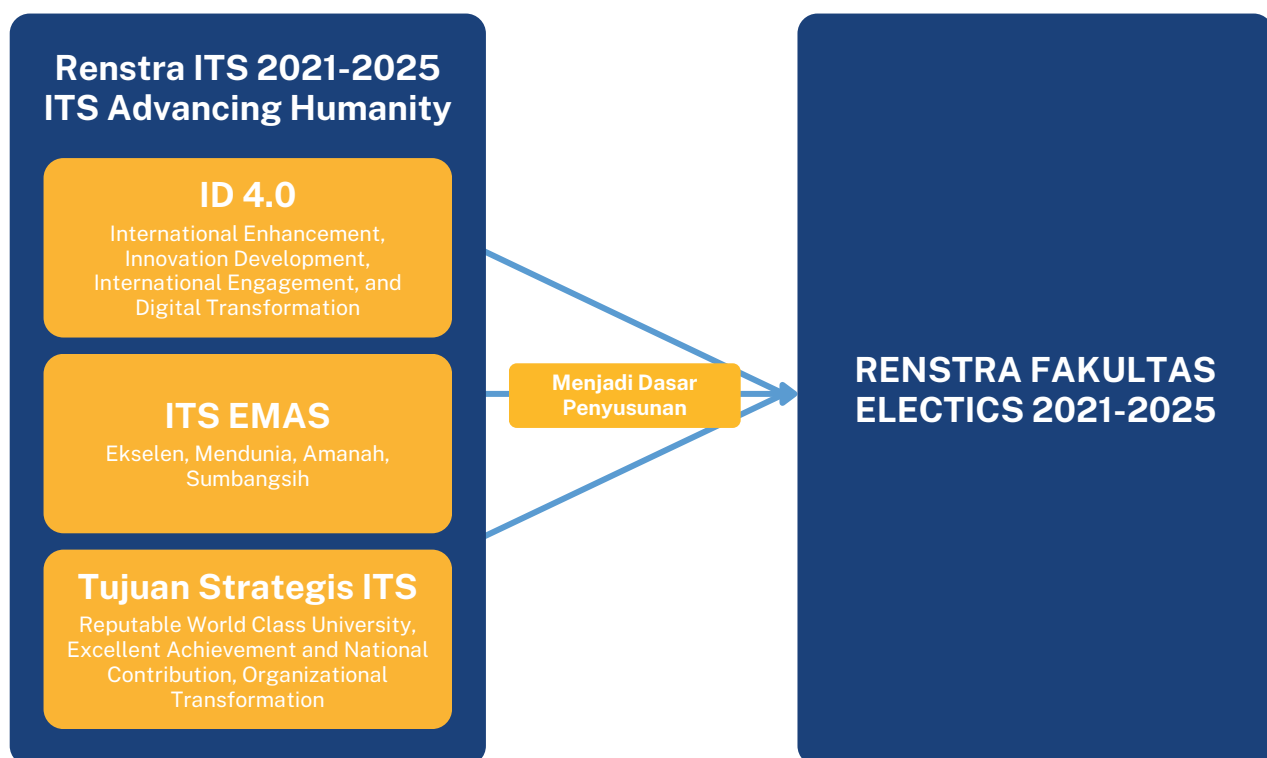 Renstra ITS 2021-2025
ITS Advancing Humanity
ID 4.0
International Enhancement,
Innovation Development,
International Engagement, and
Digital Transformation
ITS EMAS
Ekselen, Mendunia, Amanah,
Sumbangsih
Tujuan Strategis ITS
Reputable World Class University,
Excellent Achievement and National
Contribution, Organizational
Transformation
Menjadi Dasar
Penyusunan
RENSTRA FAKULTAS
ELECTICS 2021-2025